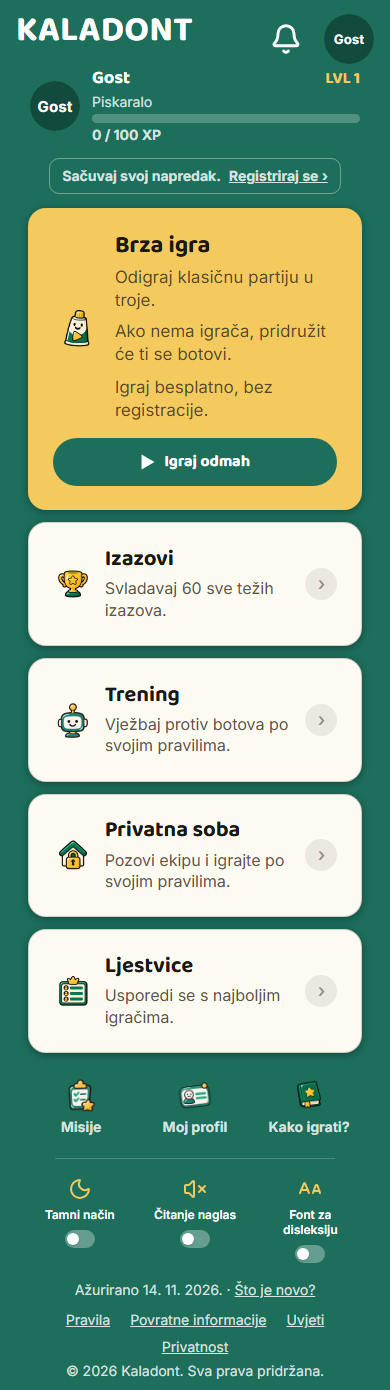 KALADONT
Gost
Gost
Gost
LVL 1
Piskaralo
0 / 100 XP
Sačuvaj svoj napredak. Registriraj se ›
Brza igra
Odigraj klasičnu partiju u
troje.
Ako nema igrača, pridružit
će ti se botovi.
Igraj besplatno, bez
registracije.
Igraj odmah
Izazovi
Svladavaj 60 sve težih
izazova.
Trening
Vježbaj protiv botova po
svojim pravilima.
Privatna soba
Pozovi ekipu i igrajte po
svojim pravilima.
Ljestvice
Usporedi se s najboljim
igračima.
Misije
Moj profil
Kako igrati?
Tamni način
Čitanje naglas
Font za
disleksiju
Ažurirano 14. 11. 2026. · Što je novo?
Pravila Povratne informacije Uvjeti
Privatnost
© 2026 Kaladont. Sva prava pridržana.